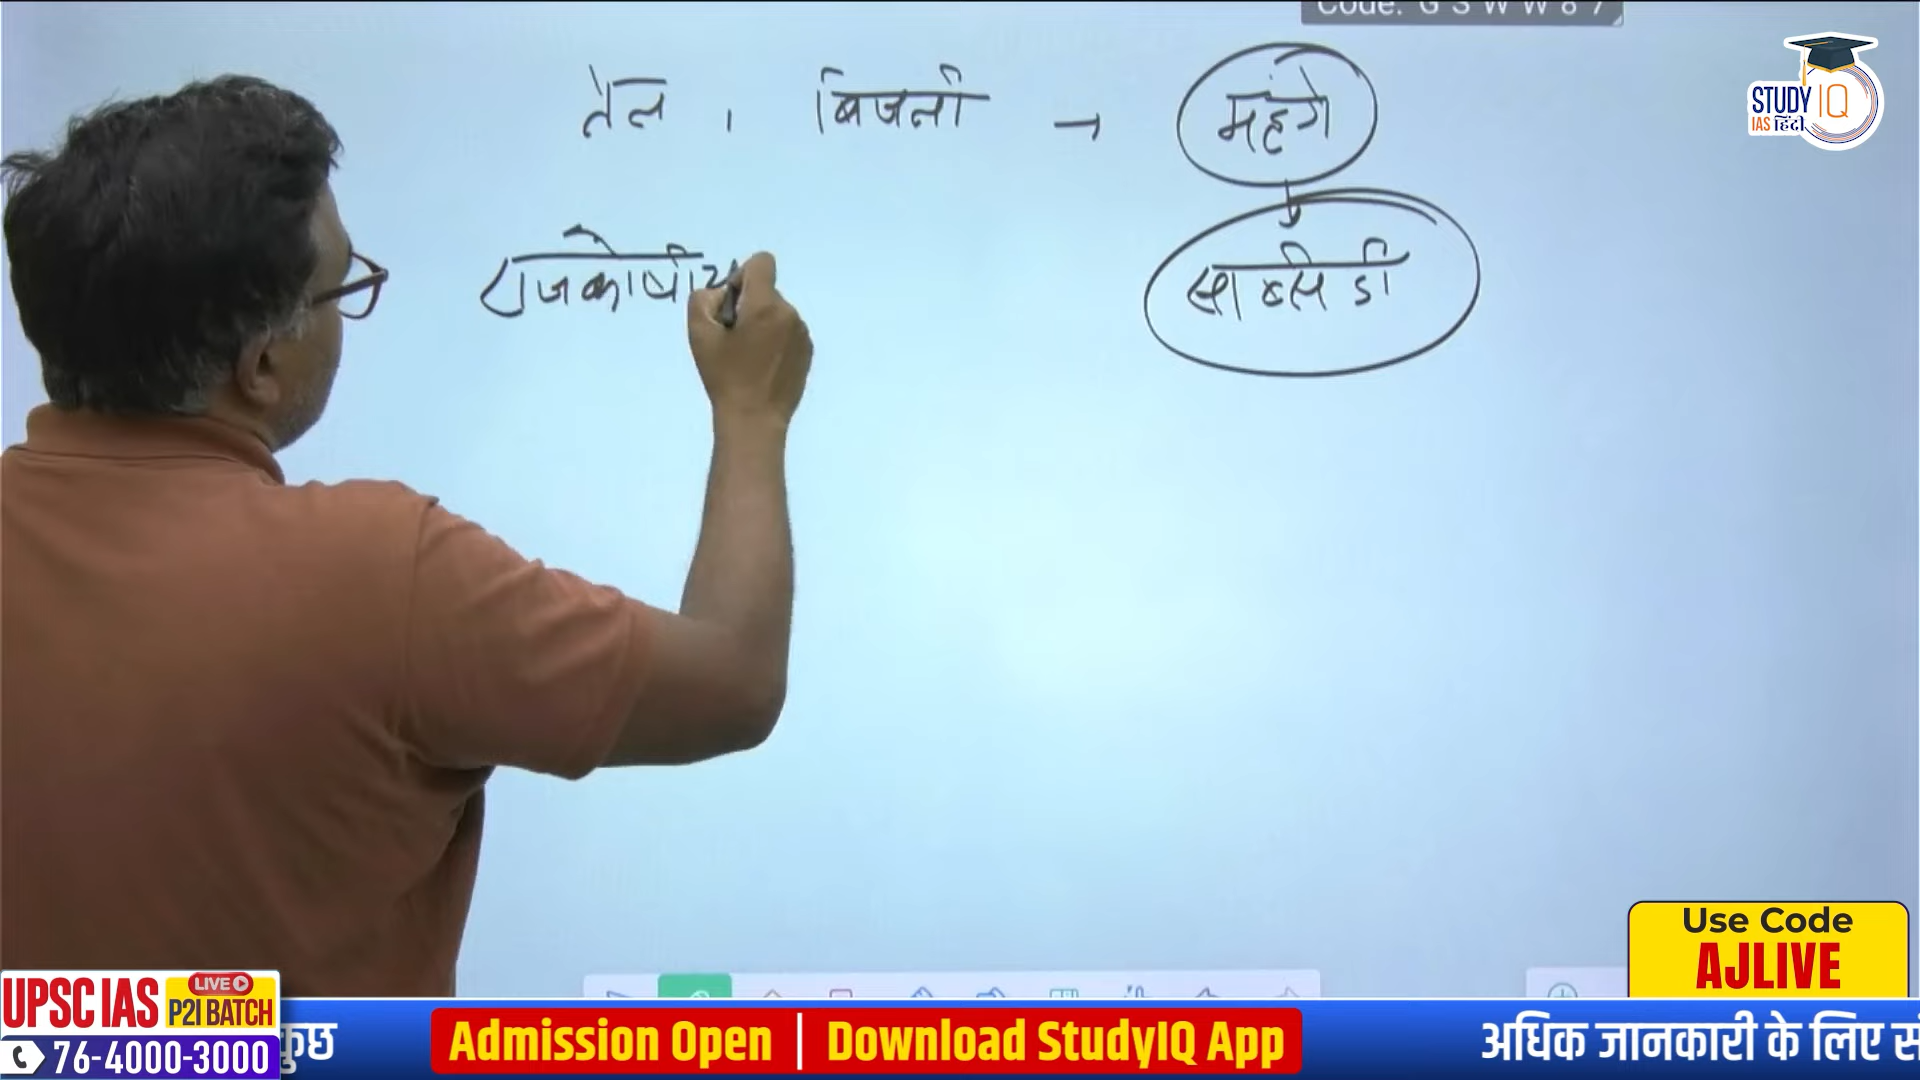 Code: G S W W 8 7
STUDY IQ
IAS हिंदी
तेल , बिजली → महंगे
राजकोषीय सब्सिडी
Use Code
AJLIVE
LIVE
UPSC IAS P2I BATCH
76-4000-3000
कुछ Admission Open | Download StudyIQ App अधिक जानकारी के लिए सं